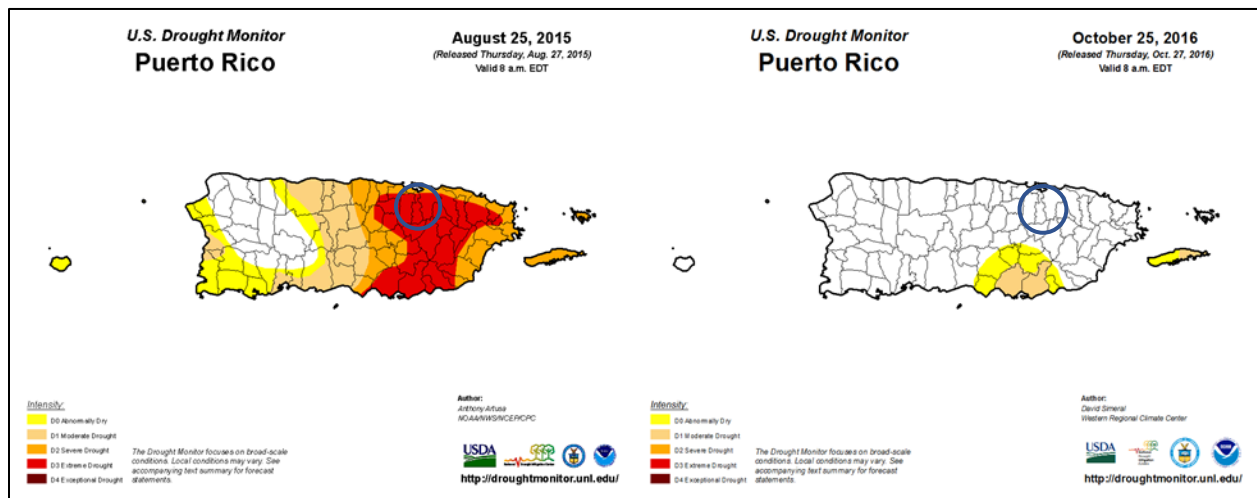 U.S. Drought Monitor
Puerto Rico
August 25, 2015
(Released Thursday, Aug. 27, 2015)
Valid 8 a.m. EDT
Intensity:
D0 Abnormally Dry
D1 Moderate Drought
D2 Severe Drought
D3 Extreme Drought
D4 Exceptional Drought
The Drought Monitor focuses on broad-scale
conditions. Local conditions may vary. See
accompanying text summary for forecast
statements.
Author:
Anthony Artusa
NOAA/NWS/NCEP/CPC
USDA
http://droughtmonitor.unl.edu/
U.S. Drought Monitor
Puerto Rico
October 25, 2016
(Released Thursday, Oct. 27, 2016)
Valid 8 a.m. EDT
Intensity:
D0 Abnormally Dry
D1 Moderate Drought
D2 Severe Drought
D3 Extreme Drought
D4 Exceptional Drought
The Drought Monitor focuses on broad-scale
conditions. Local conditions may vary. See
accompanying text summary for forecast
statements.
Author:
David Simeral
Western Regional Climate Center
USDA
http://droughtmonitor.unl.edu/